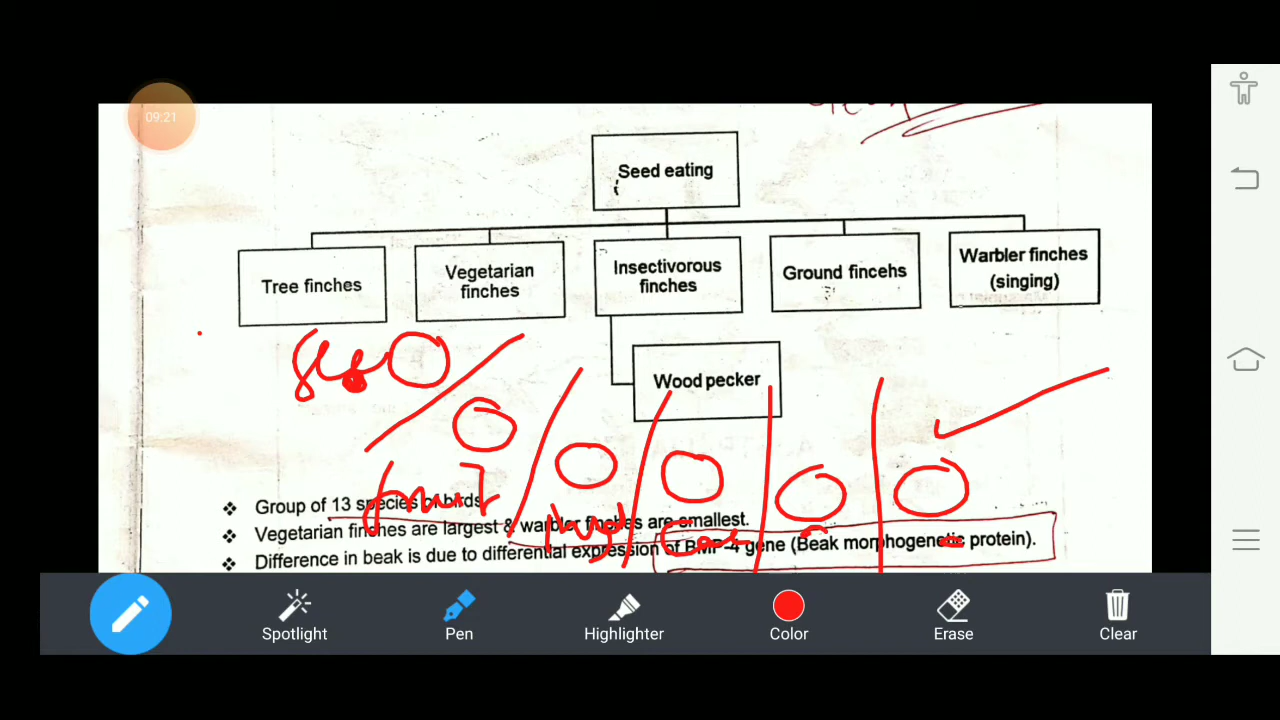 09:21
Seed eating
Tree finches
Vegetarian
finches
Insectivorous
finches
Ground fincehs
Warbler finches
(singing)
Wood pecker
Group of 13 species of birds.
Vegetarian finches are largest & warbler finches are smallest.
Difference in beak is due to differential expression of BMP-4 gene (Beak morphogenetic protein).
Spotlight
Pen
Highlighter
Color
Erase
Clear